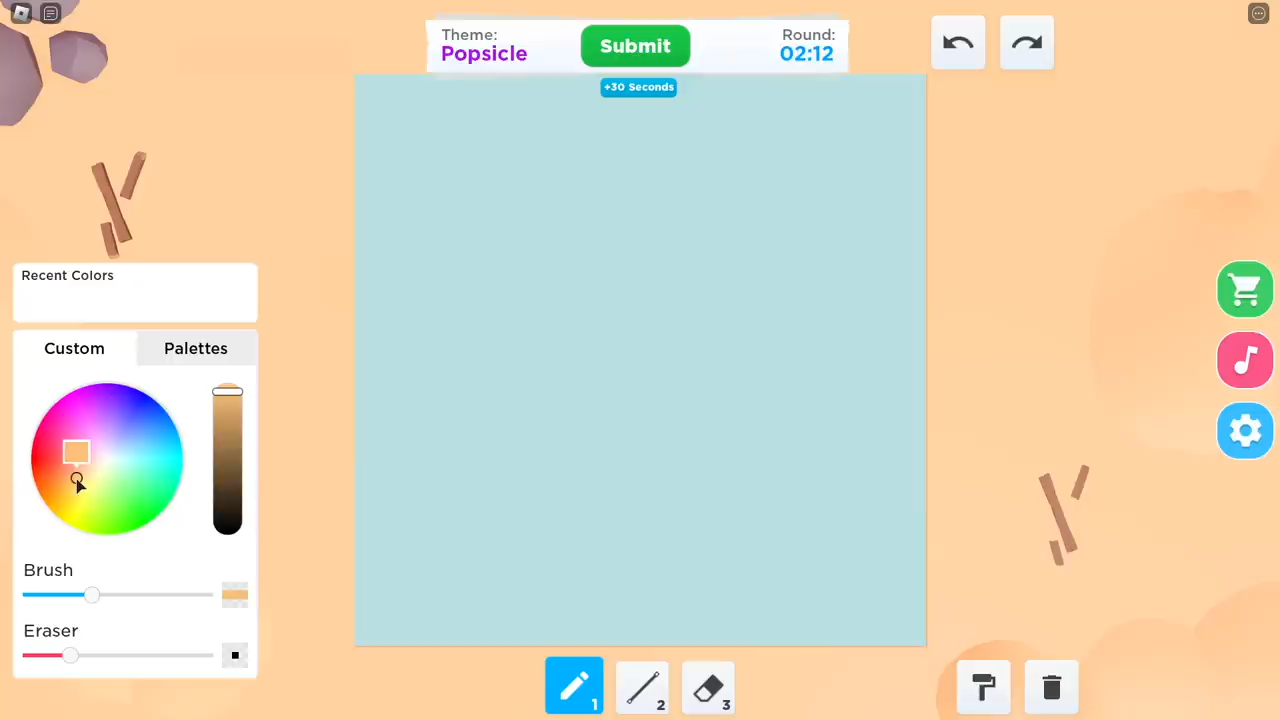 Theme:
Popsicle
Submit
Round:
02:12
+30 Seconds
Recent Colors
Custom
Palettes
Brush
Eraser
1
2
3